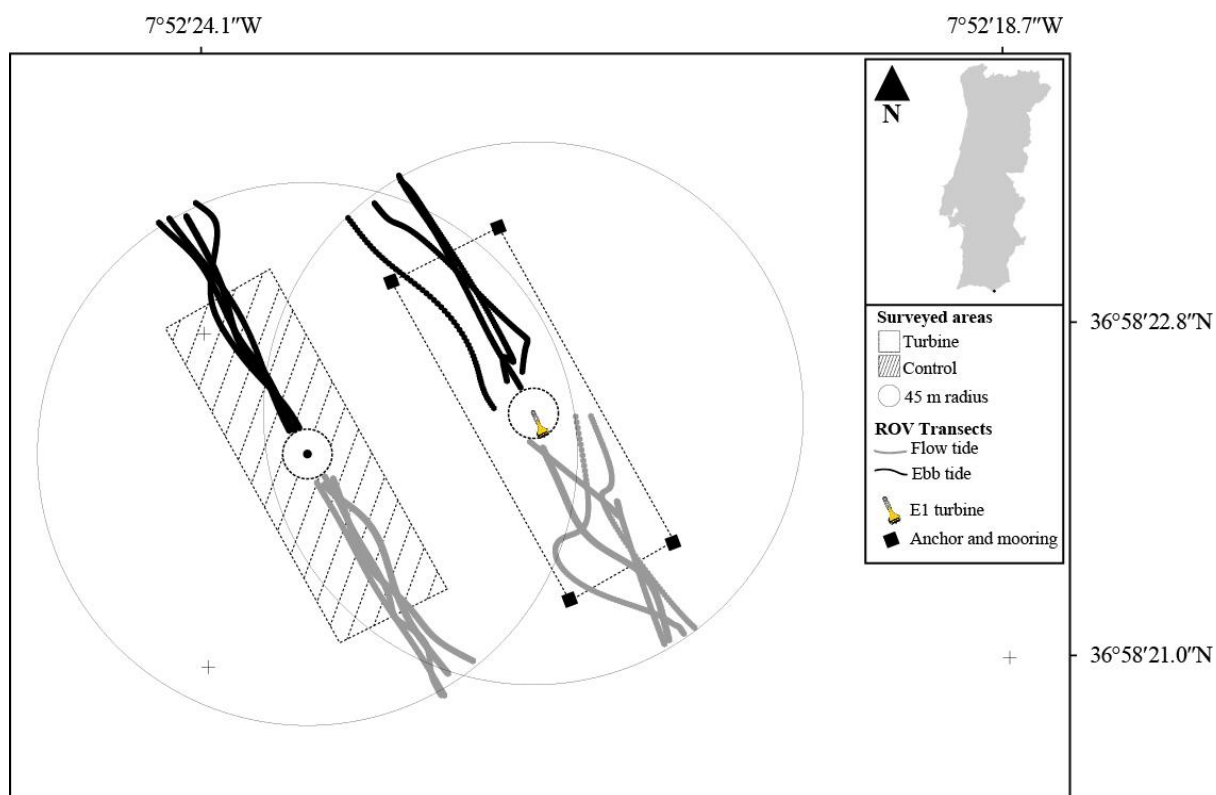 7°52′24.1″W
7°52′18.7″W
N
36°58′22.8″N
Surveyed areas
Turbine
Control
45 m radius
ROV Transects
Flow tide
Ebb tide
E1 turbine
Anchor and mooring
36°58′21.0″N